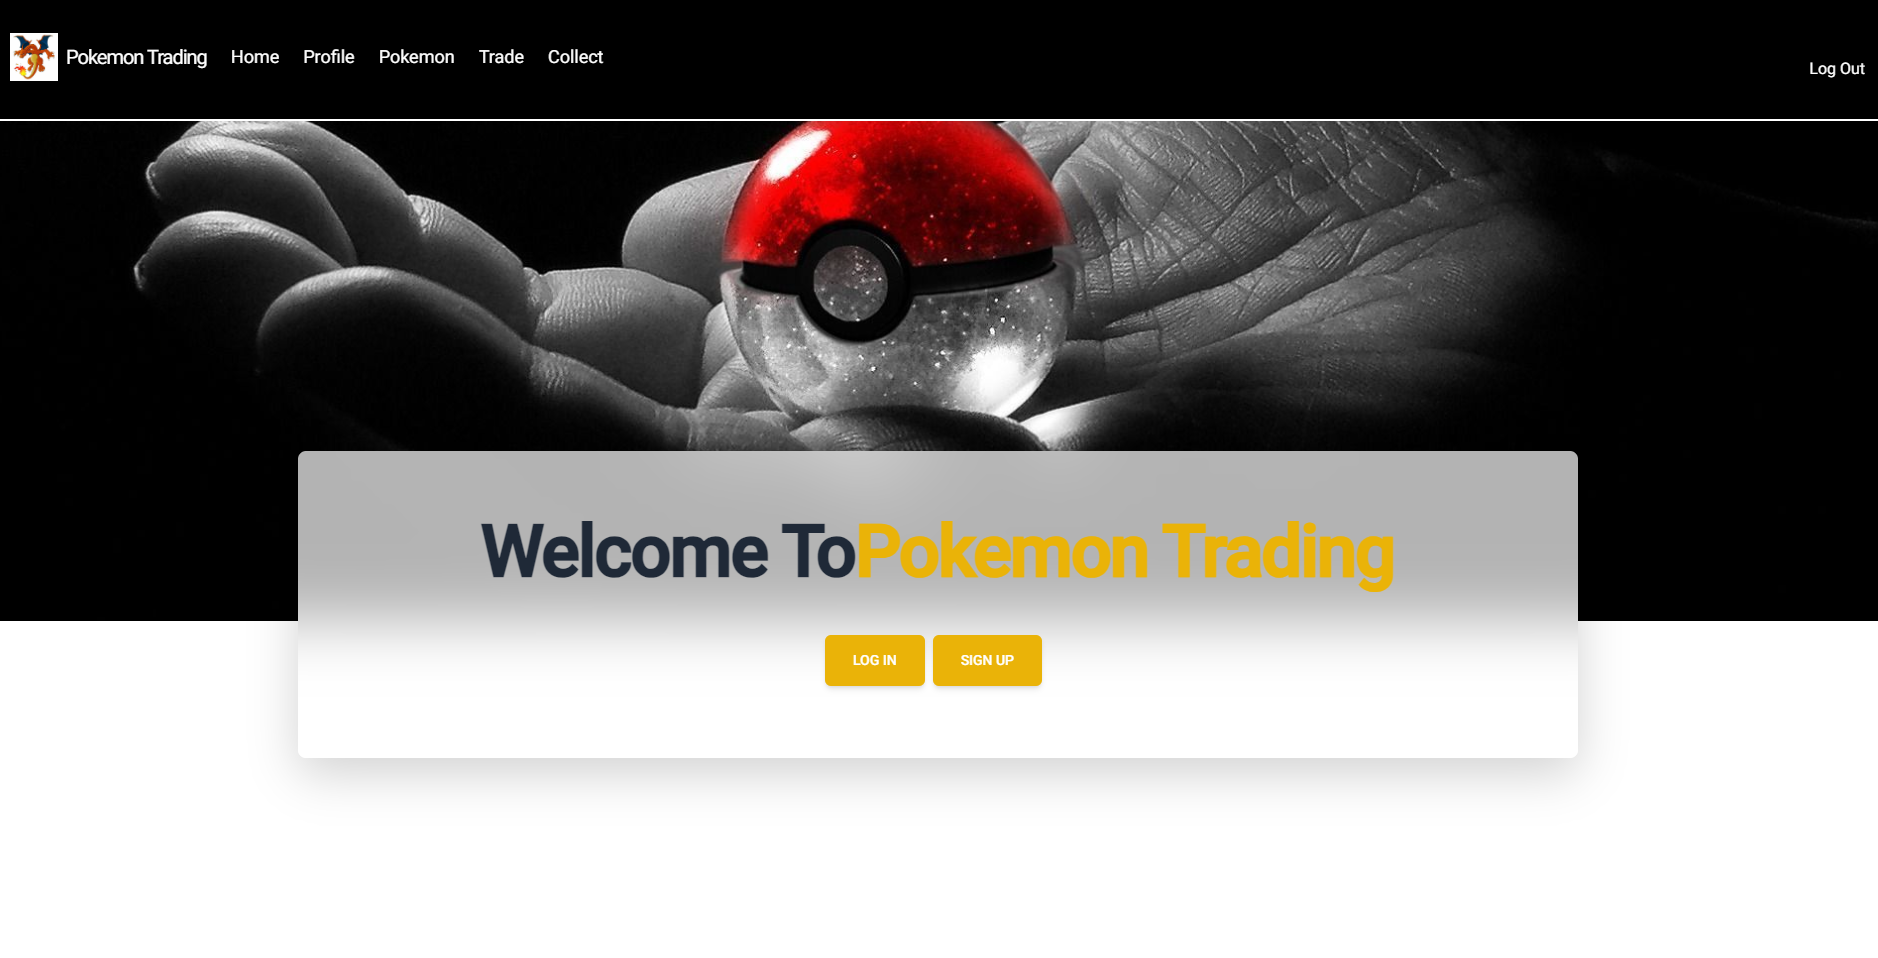 Pokemon Trading Home Profile Pokemon Trade Collect
Log Out
Welcome ToPokemon Trading
LOG IN SIGN UP